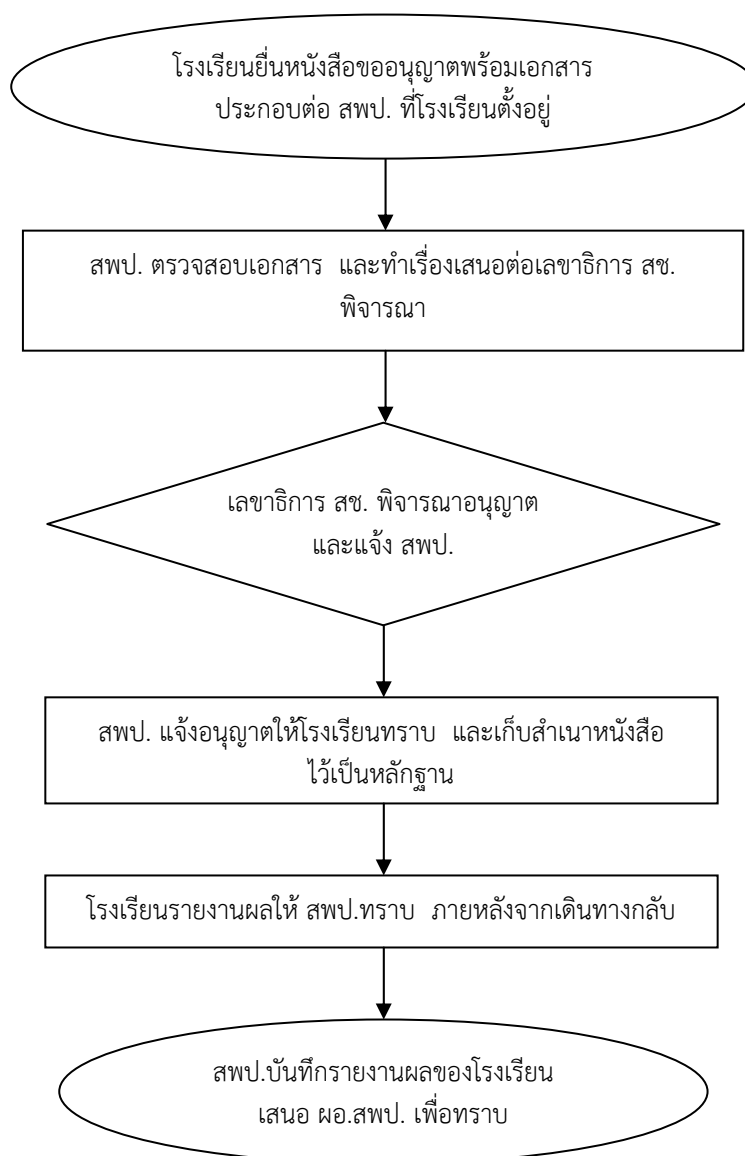 โรงเรียนยื่นหนังสือขออนุญาตพร้อมเอกสาร
ประกอบต่อ สพป. ที่โรงเรียนตั้งอยู่
สพป. ตรวจสอบเอกสาร และทำเรื่องเสนอต่อเลขาธิการ สช.
พิจารณา
เลขาธิการ สช. พิจารณาอนุญาต
และแจ้ง สพป.
สพป. แจ้งอนุญาตให้โรงเรียนทราบ และเก็บสำเนาหนังสือ
ไว้เป็นหลักฐาน
โรงเรียนรายงานผลให้ สพป.ทราบ ภายหลังจากเดินทางกลับ
สพป.บันทึกรายงานผลของโรงเรียน
เสนอ ผอ.สพป. เพื่อทราบ